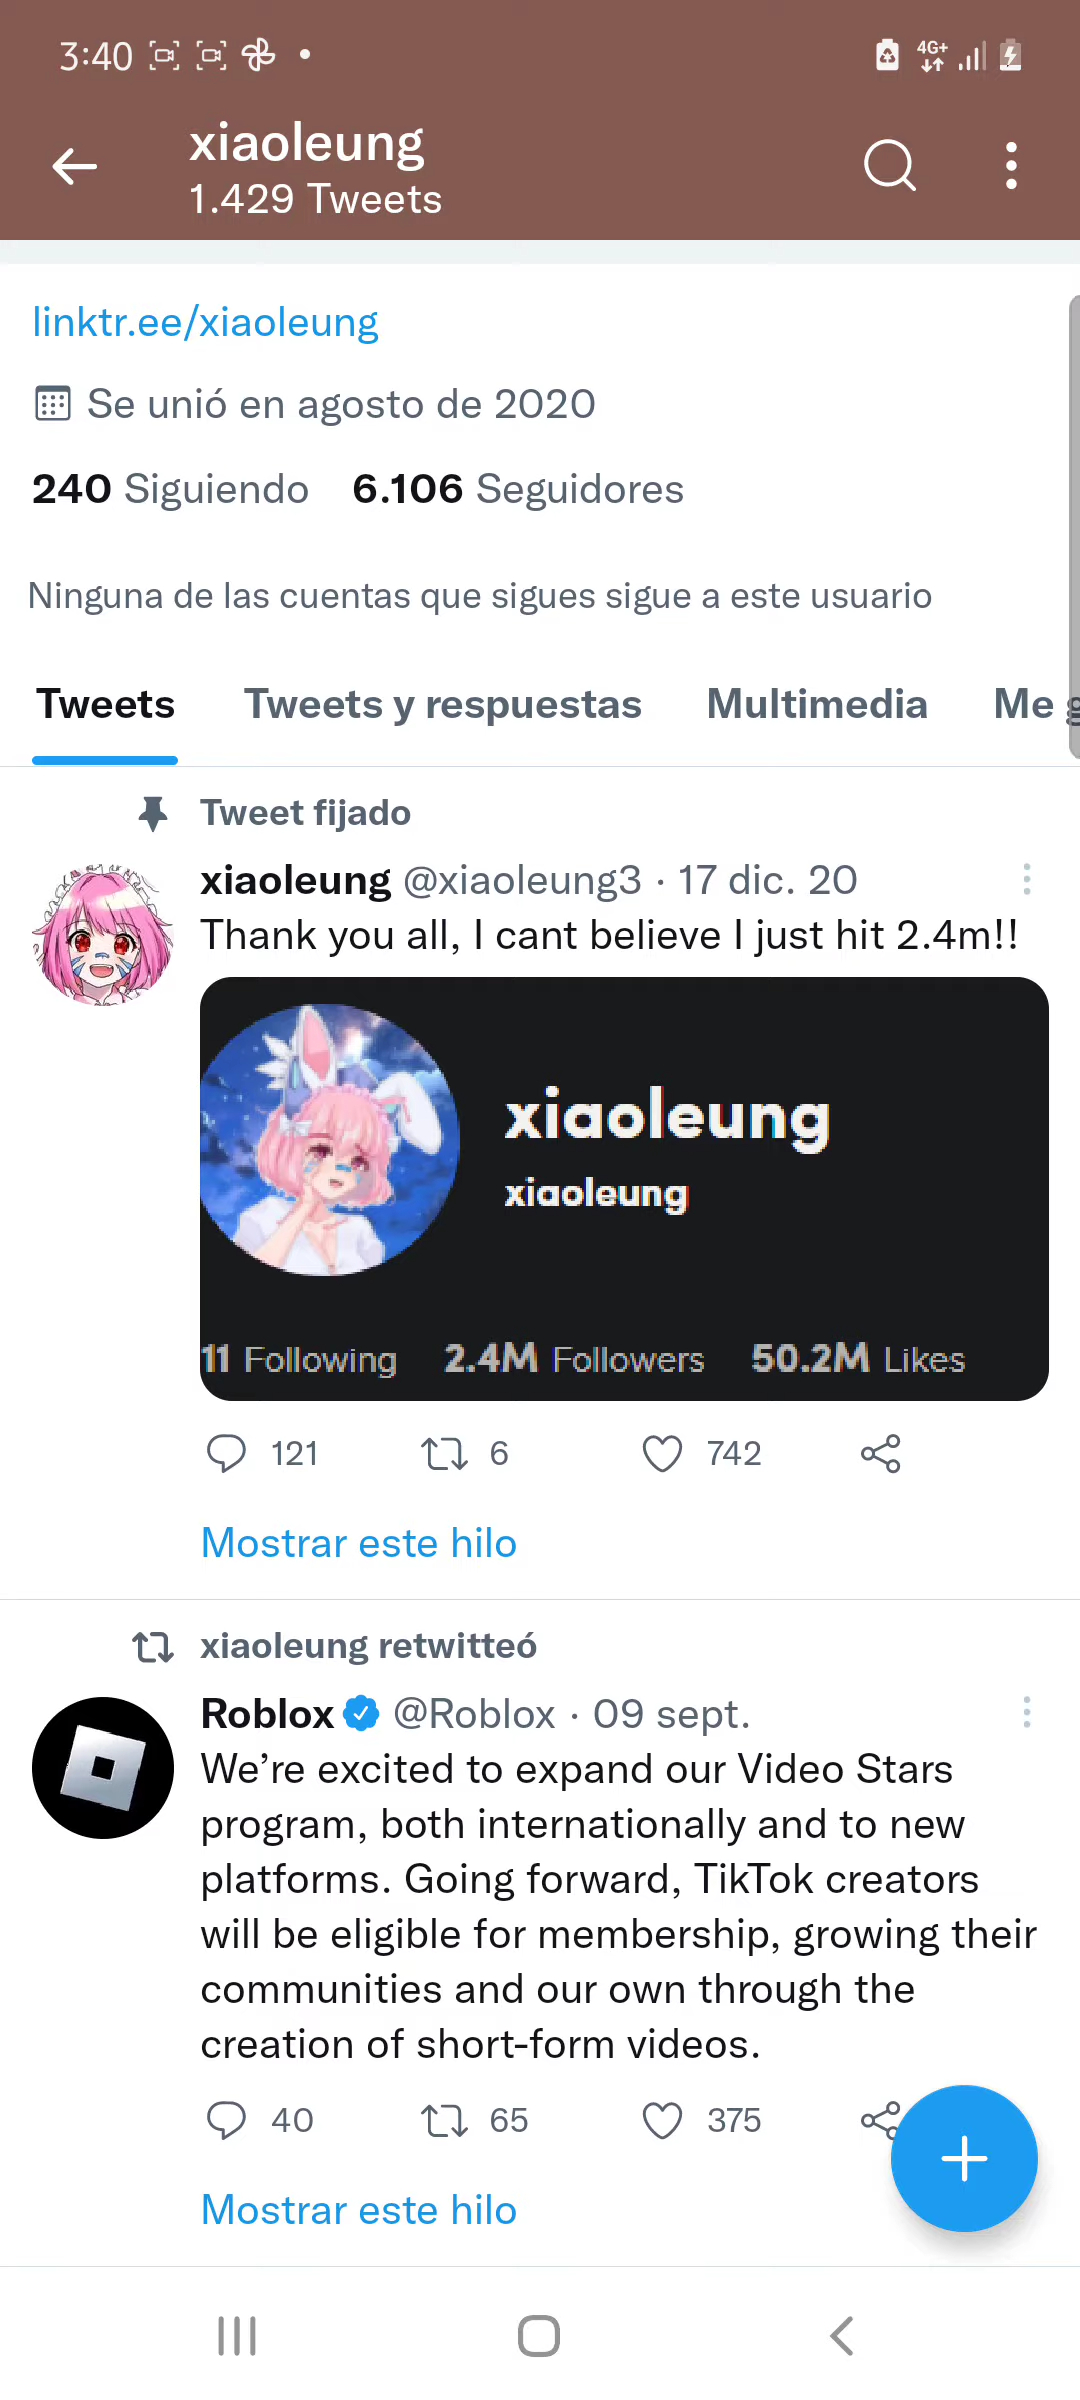 3:40
4G+
xiaoleung
1.429 Tweets
linktr.ee/xiaoleung
Se unió en agosto de 2020
240 Siguiendo 6.106 Seguidores
Ninguna de las cuentas que sigues sigue a este usuario
Tweets Tweets y respuestas Multimedia Me g
Tweet fijado
xiaoleung @xiaoleung3 · 17 dic. 20
Thank you all, I cant believe I just hit 2.4m!!
xiaoleung
xiaoleung
11 Following 2.4M Followers 50.2M Likes
121 6 742
Mostrar este hilo
xiaoleung retwitteó
Roblox @Roblox · 09 sept.
We’re excited to expand our Video Stars
program, both internationally and to new
platforms. Going forward, TikTok creators
will be eligible for membership, growing their
communities and our own through the
creation of short-form videos.
40 65 375
Mostrar este hilo